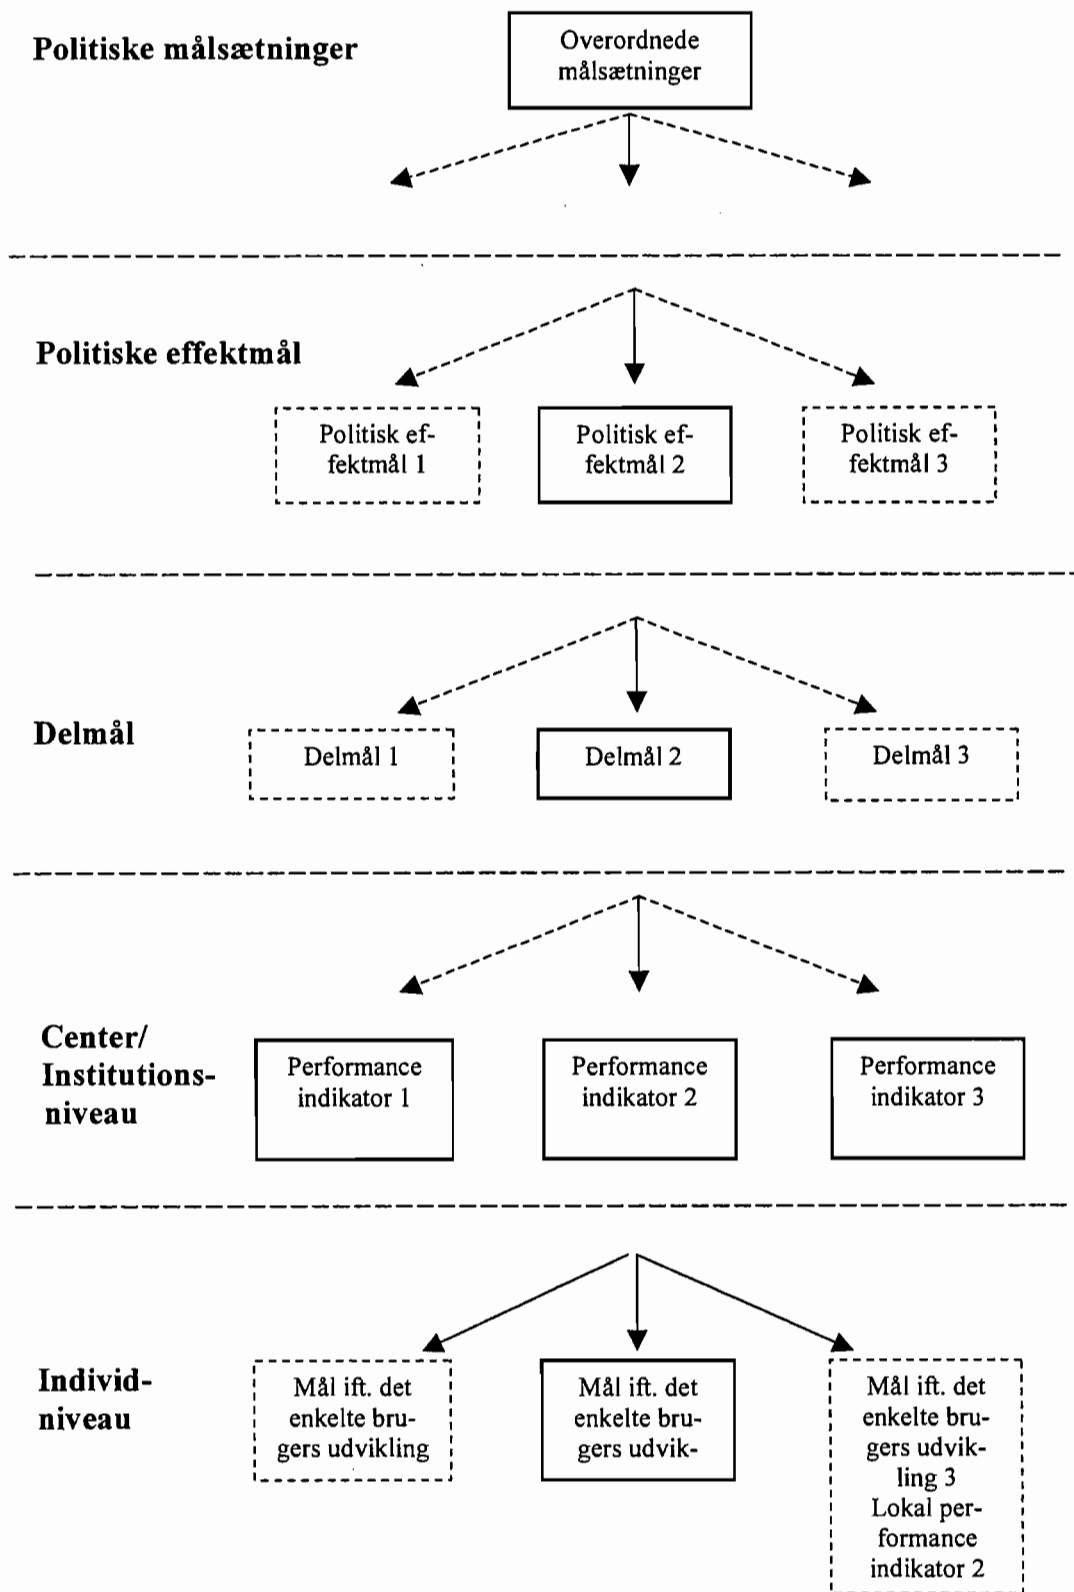 Politiske målsætninger
Overordnede
målsætninger
Politiske effektmål
Politisk ef-
fektmål 1
Politisk ef-
fektmål 2
Politisk ef-
fektmål 3
Delmål
Delmål 1
Delmål 2
Delmål 3
Center/
Institutions-
niveau
Performance
indikator 1
Performance
indikator 2
Performance
indikator 3
Individ-
niveau
Mål ift. det
enkelte bru-
gers udvikling
Mål ift. det
enkelte bru-
gers udvik-
Mål ift. det
enkelte bru-
gers udvik-
ling 3
Lokal per-
formance
indikator 2